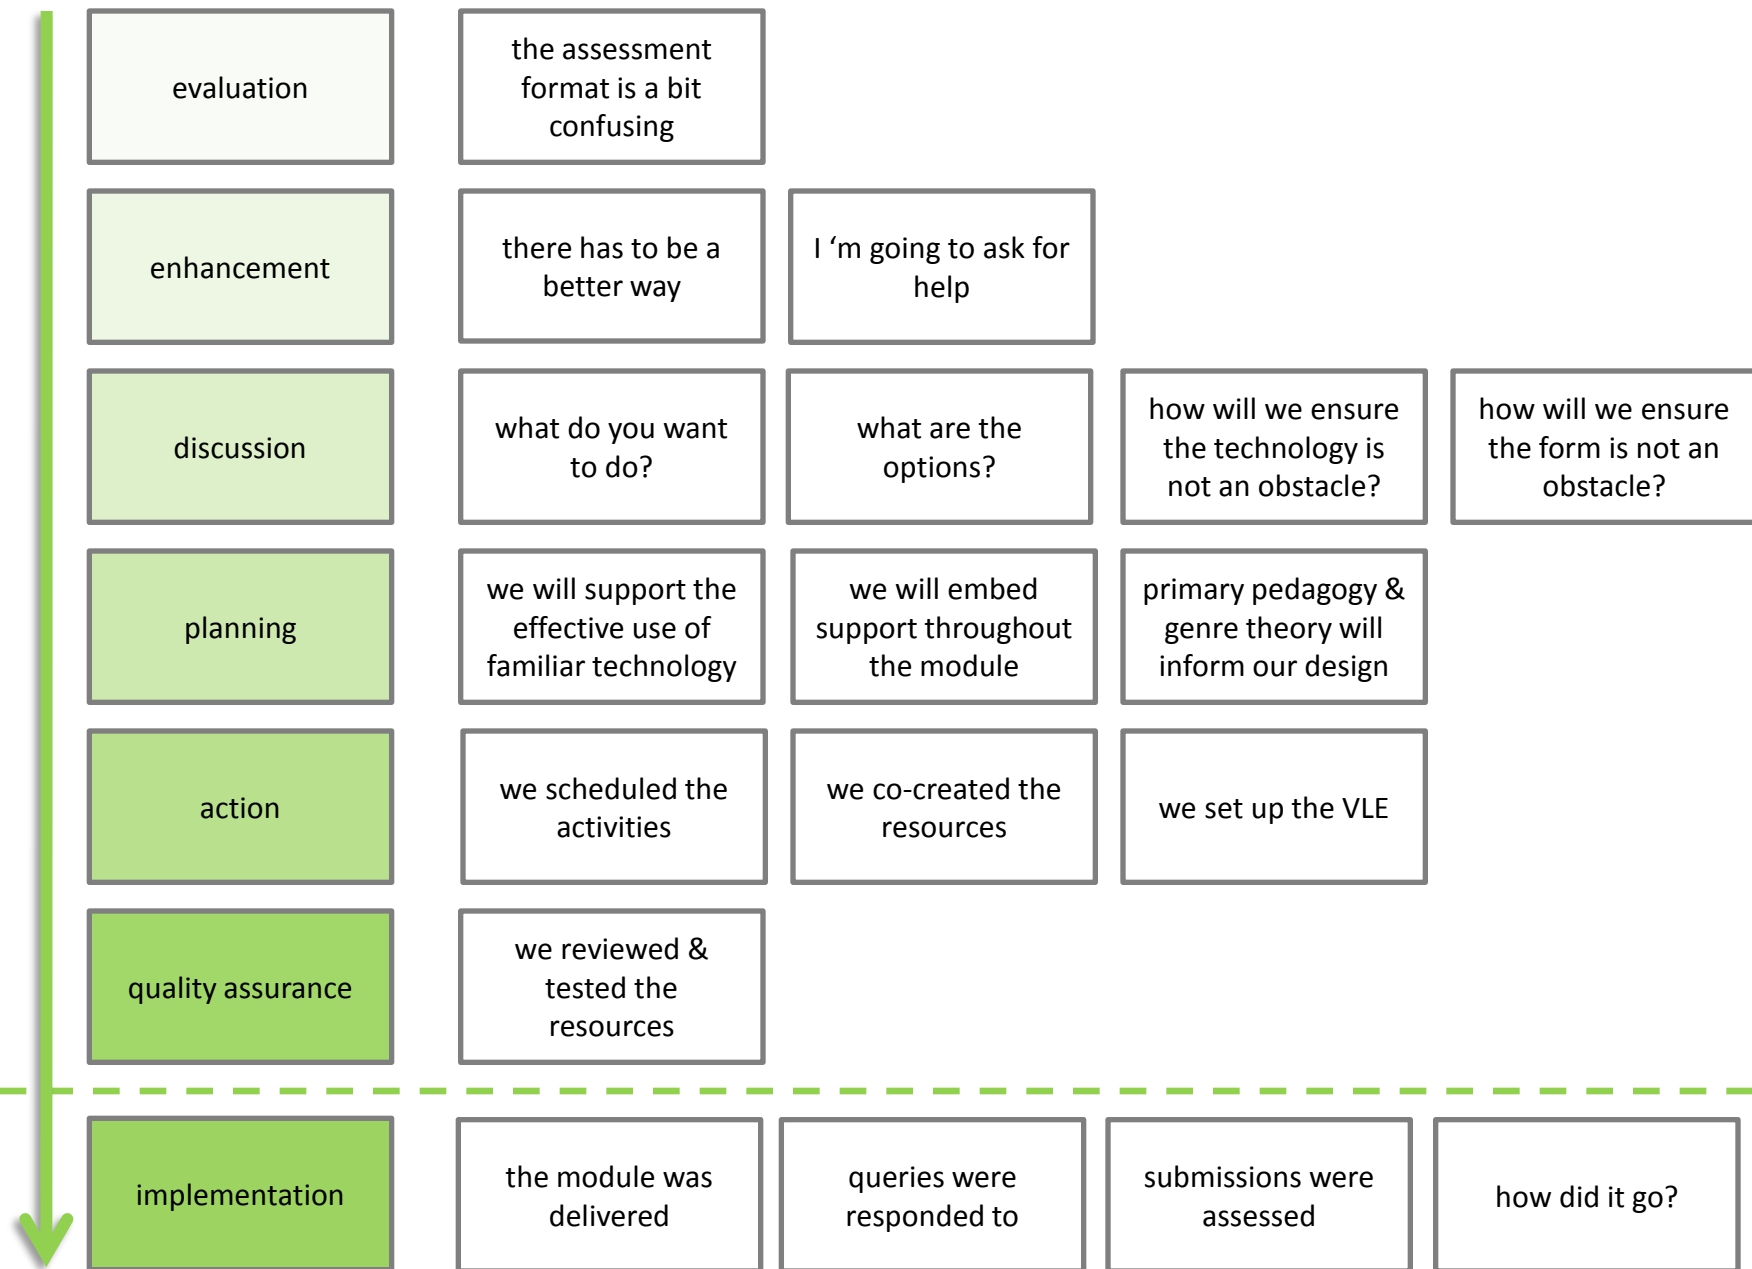 evaluation
the assessment
format is a bit
confusing
enhancement
there has to be a
better way
I ‘m going to ask for
help
discussion
what do you want
to do?
what are the
options?
how will we ensure
the technology is
not an obstacle?
how will we ensure
the form is not an
obstacle?
planning
we will support the
effective use of
familiar technology
we will embed
support throughout
the module
primary pedagogy &
genre theory will
inform our design
action
we scheduled the
activities
we co-created the
resources
we set up the VLE
quality assurance
we reviewed &
tested the
resources
implementation
the module was
delivered
queries were
responded to
submissions were
assessed
how did it go?